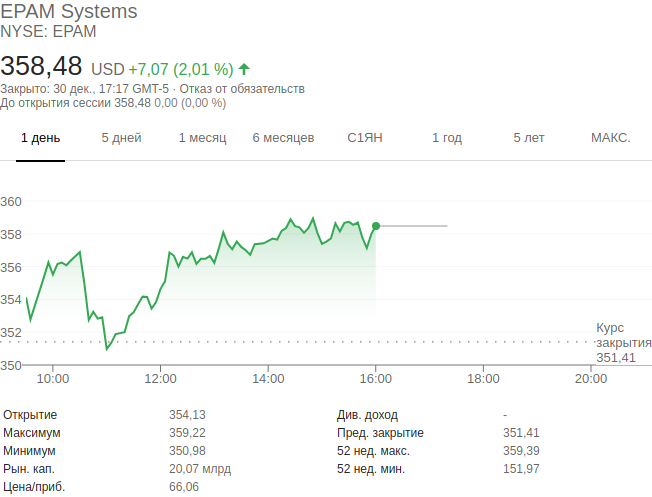 EPAM Systems
NYSE: EPAM
358,48 USD +7,07 (2,01 %)
Закрыто: 30 дек., 17:17 GMT-5 · Отказ от обязательств
До открытия сессии 358,48 0,00 (0,00 %)
1 день 5 дней 1 месяц 6 месяцев С1ЯН 1 год 5 лет МАКС.
360
358
356
354
352
350
Курс
закрытия
351,41
10:00 12:00 14:00 16:00 18:00 20:00
Открытие 354,13 Див. доход -
Максимум 359,22 Пред. закрытие 351,41
Минимум 350,98 52 нед. макс. 359,39
Рын. кап. 20,07 млрд 52 нед. мин. 151,97
Цена/приб. 66,06